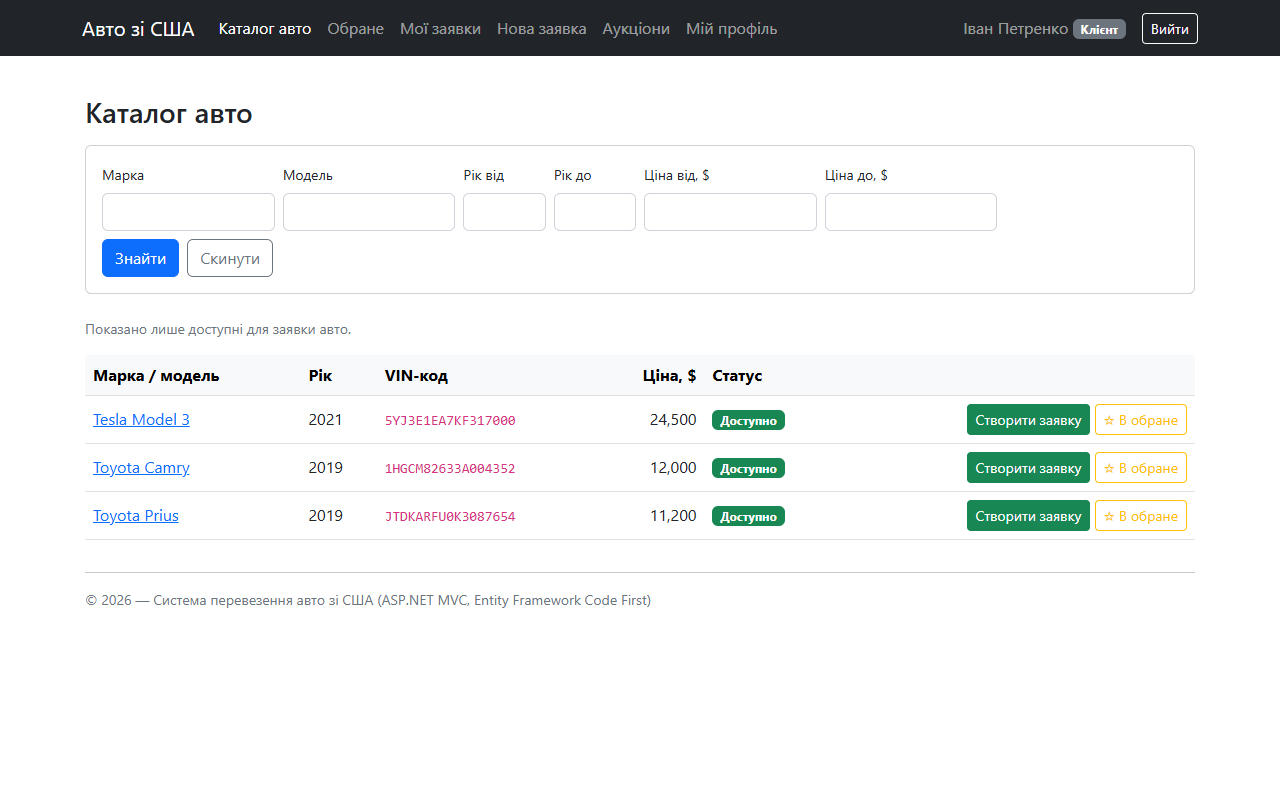 Авто зі США Каталог авто Обране Мої заявки Нова заявка Аукціони Мій профіль Іван Петренко Клієнт Вийти
Каталог авто
Марка Модель Рік від Рік до Ціна від, $ Ціна до, $
Знайти Скинути
Показано лише доступні для заявки авто.
Марка / модель Рік VIN-код Ціна, $ Статус
Tesla Model 3 2021 5YJ3E1EA7KF317000 24,500 Доступно Створити заявку ☆ В обране
Toyota Camry 2019 1HGCM82633A004352 12,000 Доступно Створити заявку ☆ В обране
Toyota Prius 2019 JTDKARFU0K3087654 11,200 Доступно Створити заявку ☆ В обране
© 2026 — Система перевезення авто зі США (ASP.NET MVC, Entity Framework Code First)